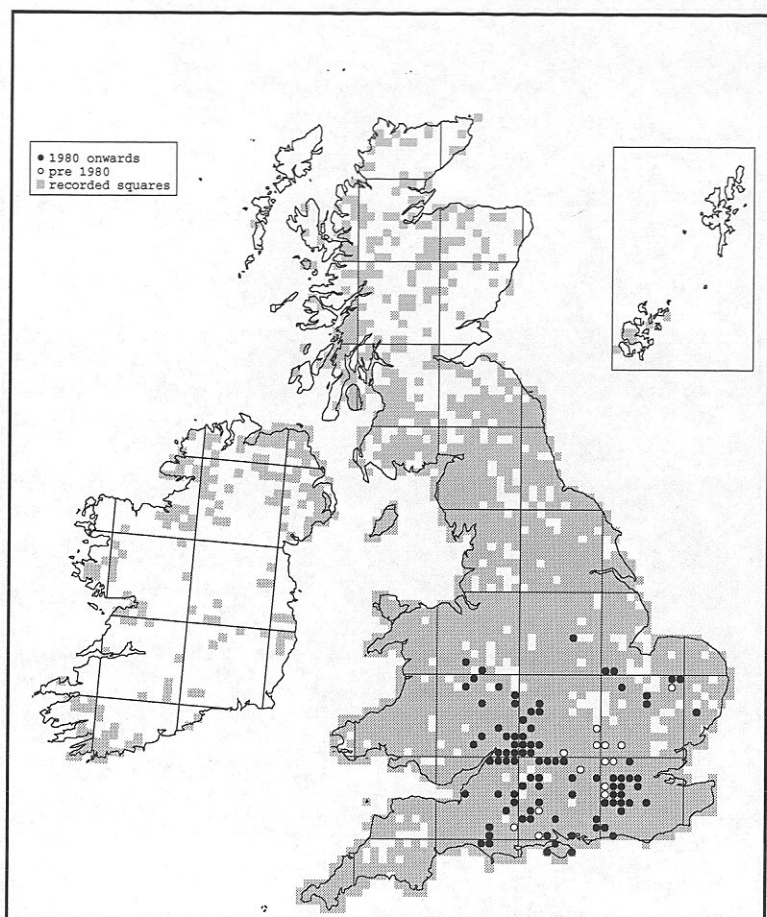 ● 1980 onwards
○ pre 1980
■ recorded squares